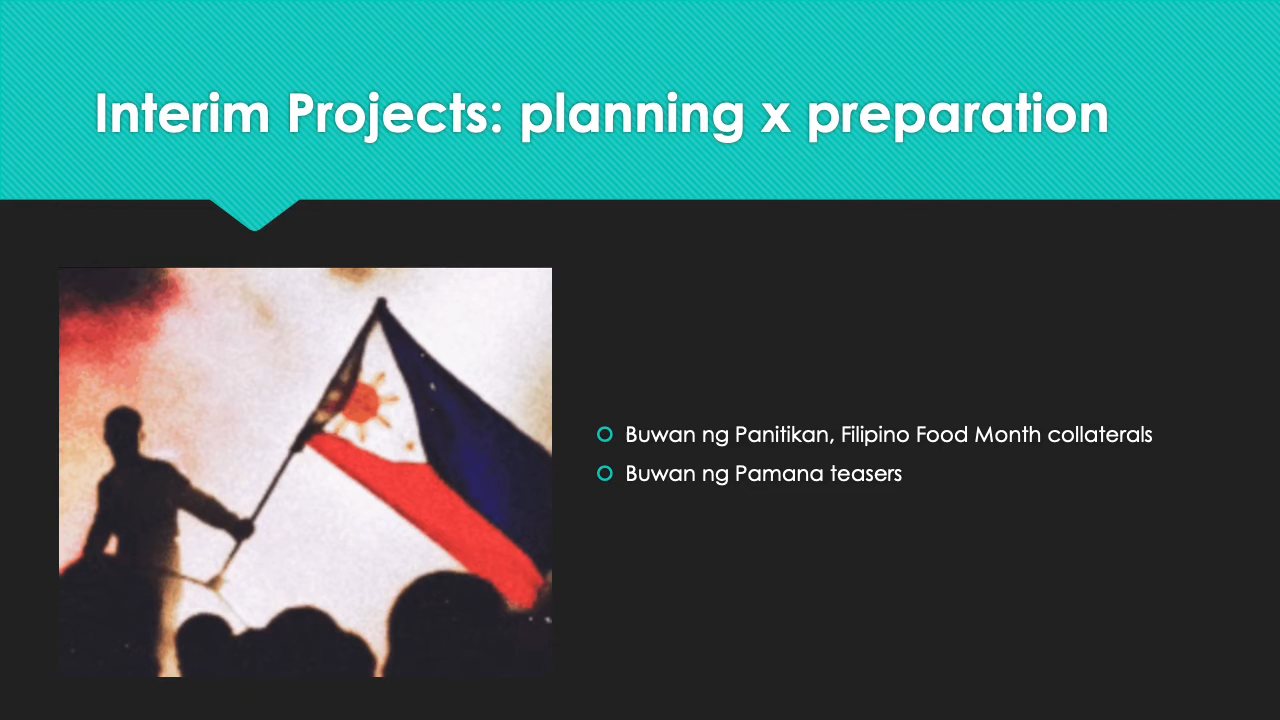 Interim Projects: planning x preparation
Buwan ng Panitikan, Filipino Food Month collaterals
Buwan ng Pamana teasers